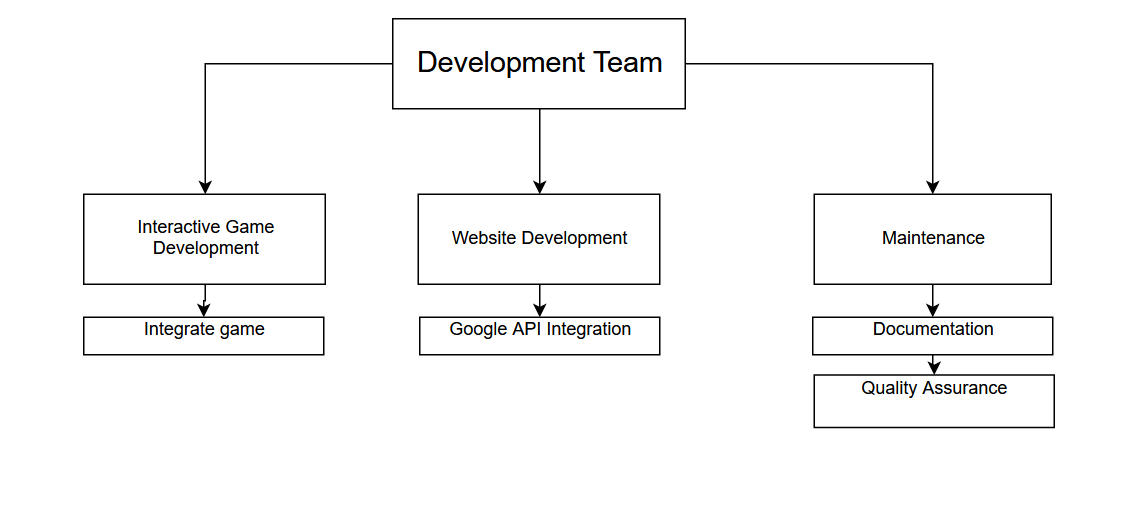 Development Team
Interactive Game
Development
Website Development
Maintenance
Integrate game
Google API Integration
Documentation
Quality Assurance